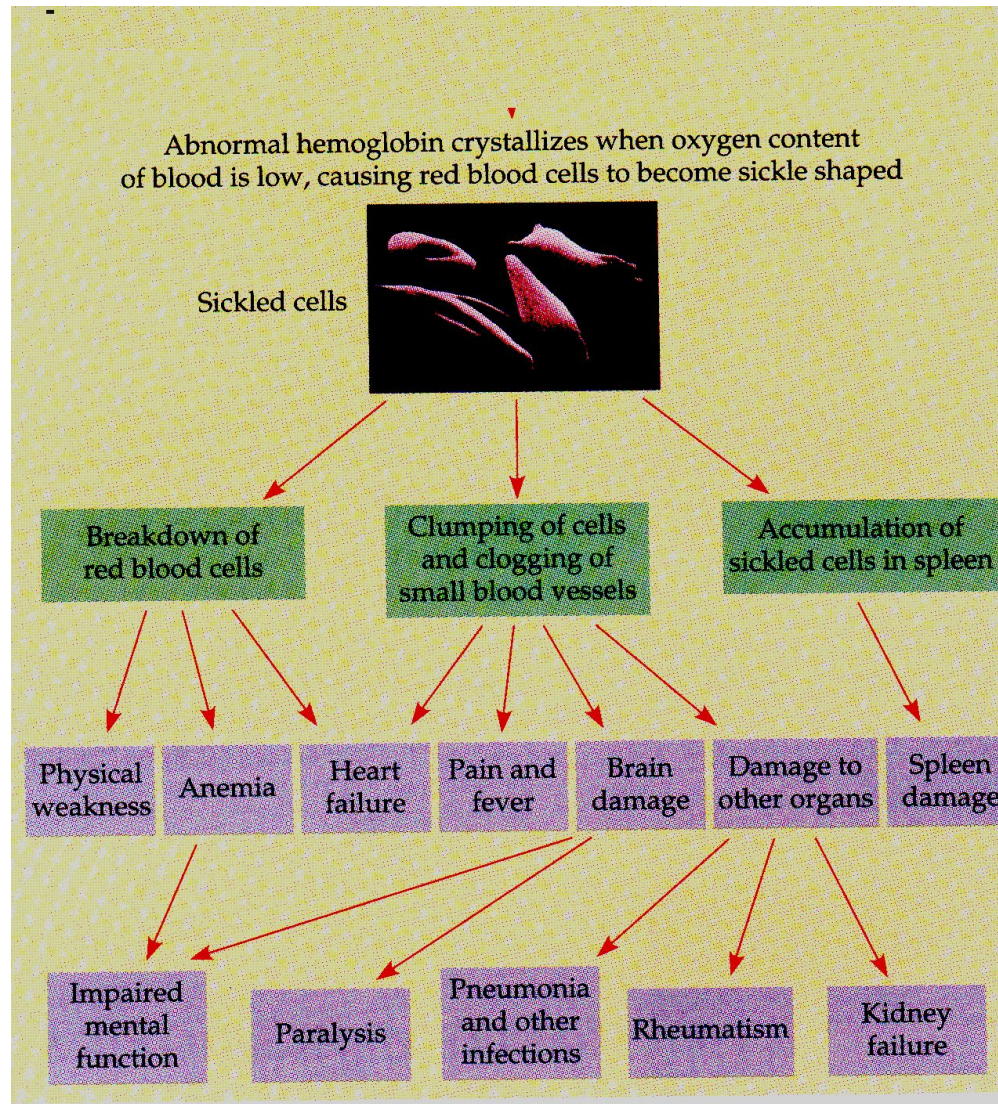 Abnormal hemoglobin crystallizes when oxygen content
of blood is low, causing red blood cells to become sickle shaped
Sickled cells
Breakdown of
red blood cells
Clumping of cells
and clogging of
small blood vessels
Accumulation of
sickled cells in spleen
Physical
weakness
Anemia
Heart
failure
Pain and
fever
Brain
damage
Damage to
other organs
Spleen
damage
Impaired
mental
function
Paralysis
Pneumonia
and other
infections
Rheumatism
Kidney
failure